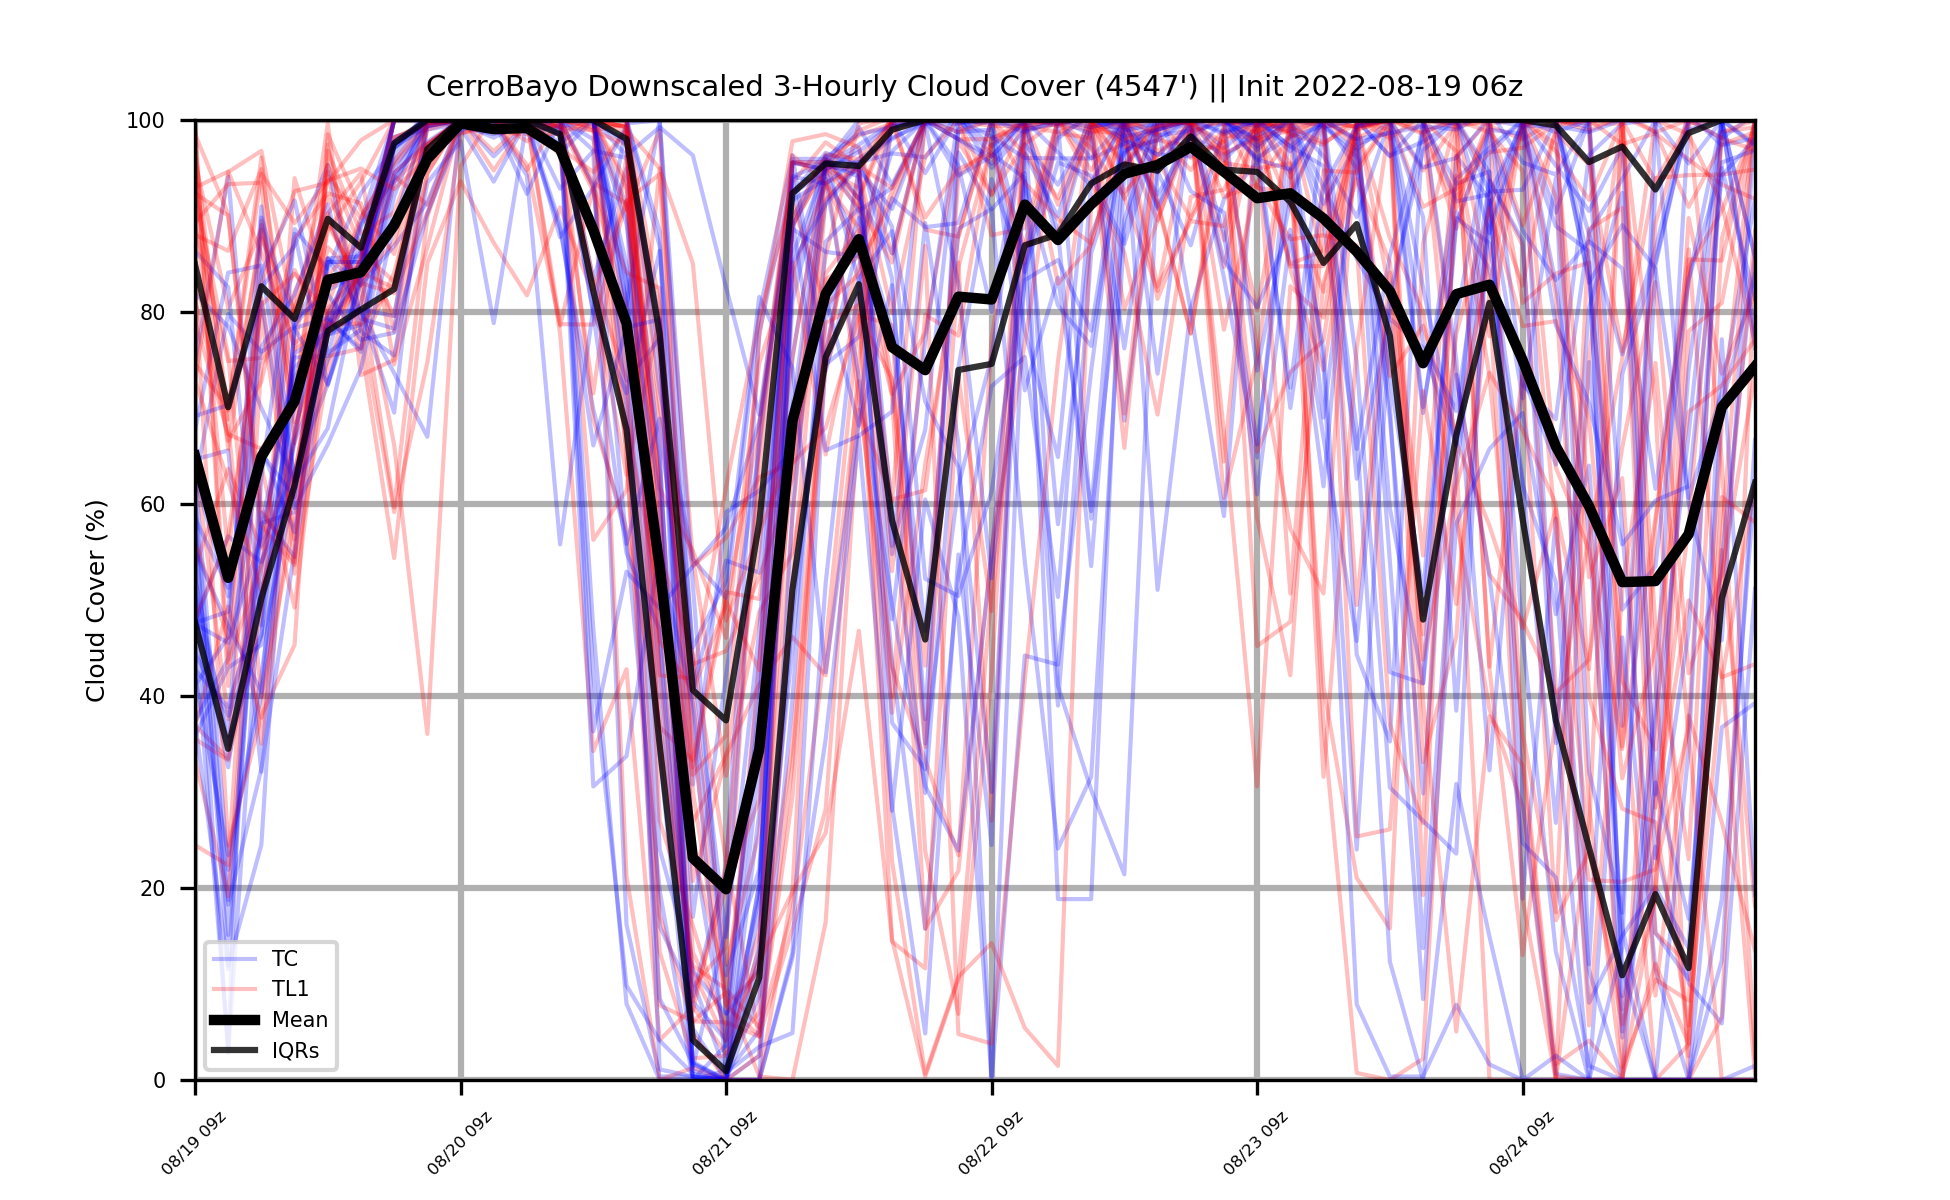 CerroBayo Downscaled 3-Hourly Cloud Cover (4547') || Init 2022-08-19 06z
Cloud Cover (%)
100
80
60
40
20
0
TC
TL1
Mean
IQRs
08/19 09z
08/20 09z
08/21 09z
08/22 09z
08/23 09z
08/24 09z